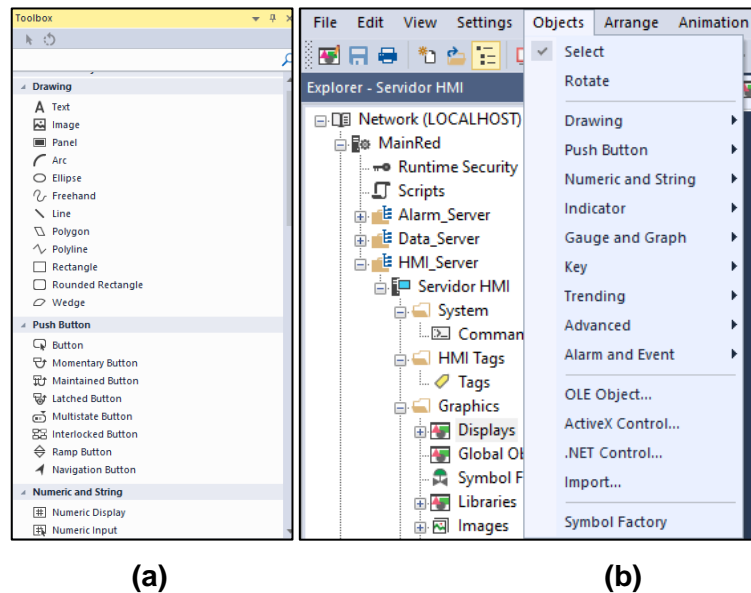 Toolbox
Drawing
Text
Image
Panel
Arc
Ellipse
Freehand
Line
Polygon
Polyline
Rectangle
Rounded Rectangle
Wedge
Push Button
Button
Momentary Button
Maintained Button
Latched Button
Multistate Button
Interlocked Button
Ramp Button
Navigation Button
Numeric and String
Numeric Display
Numeric Input
(a)
File Edit View Settings Objects Arrange Animation
Explorer - Servidor HMI
Network (LOCALHOST)
MainRed
Runtime Security
Scripts
Alarm_Server
Data_Server
HMI_Server
Servidor HMI
System
Comman
HMI Tags
Tags
Graphics
Displays
Global Ob
Symbol F
Libraries
Images
Select
Rotate
Drawing
Push Button
Numeric and String
Indicator
Gauge and Graph
Key
Trending
Advanced
Alarm and Event
OLE Object...
ActiveX Control...
.NET Control...
Import...
Symbol Factory
(b)